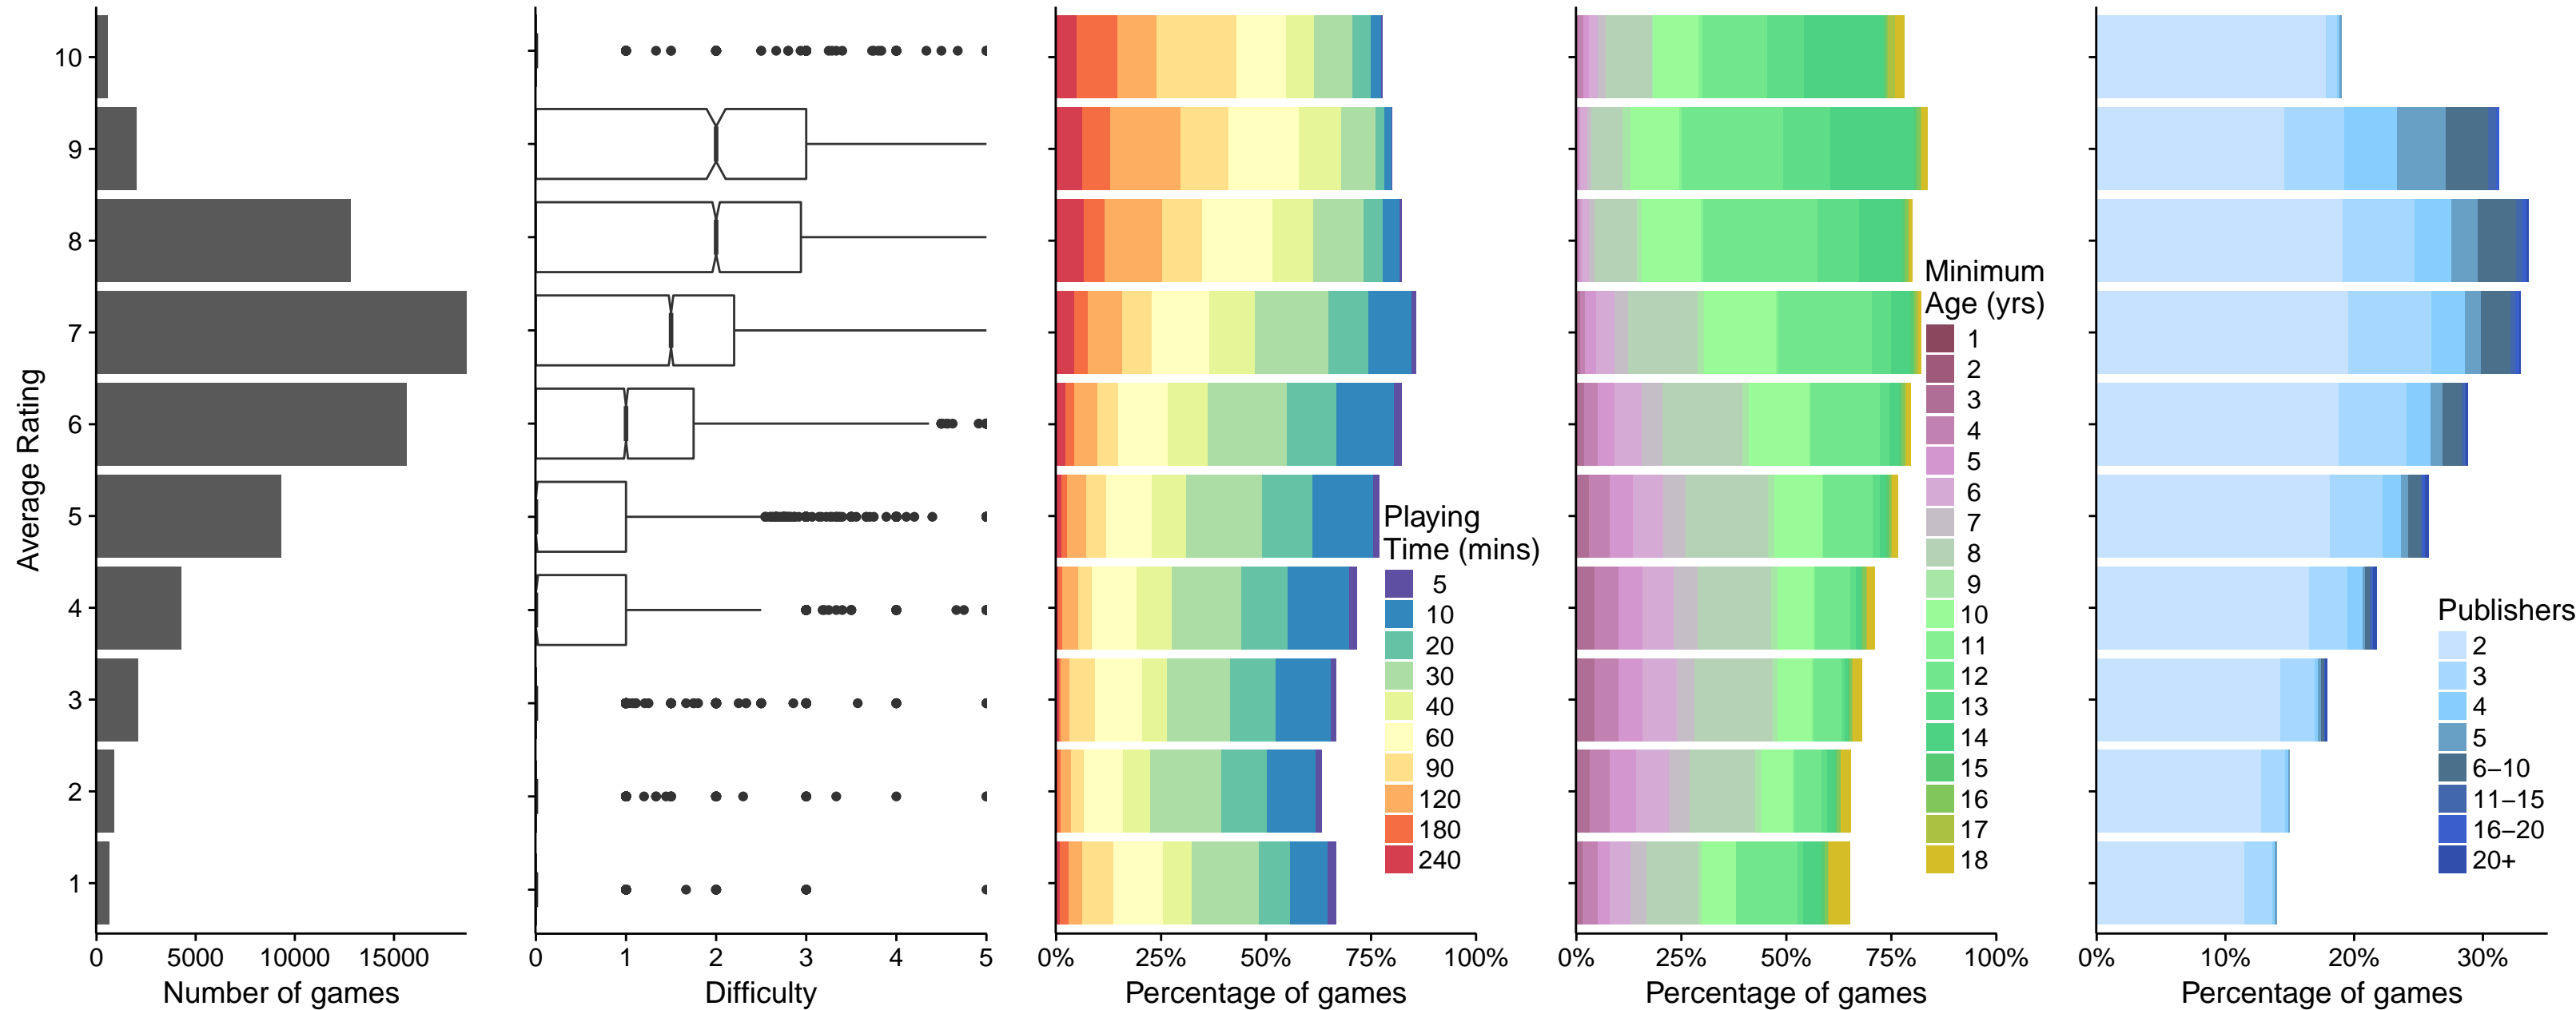 Average Rating
10
9
8
7
6
5
4
3
2
1
0 5000 10000 15000
Number of games
0 1 2 3 4 5
Difficulty
Playing
Time (mins)
5
10
20
30
40
60
90
120
180
240
0% 25% 50% 75% 100%
Percentage of games
Minimum
Age (yrs)
1
2
3
4
5
6
7
8
9
10
11
12
13
14
15
16
17
18
0% 25% 50% 75% 100%
Percentage of games
Publishers
2
3
4
5
6−10
11−15
16−20
20+
0% 10% 20% 30%
Percentage of games